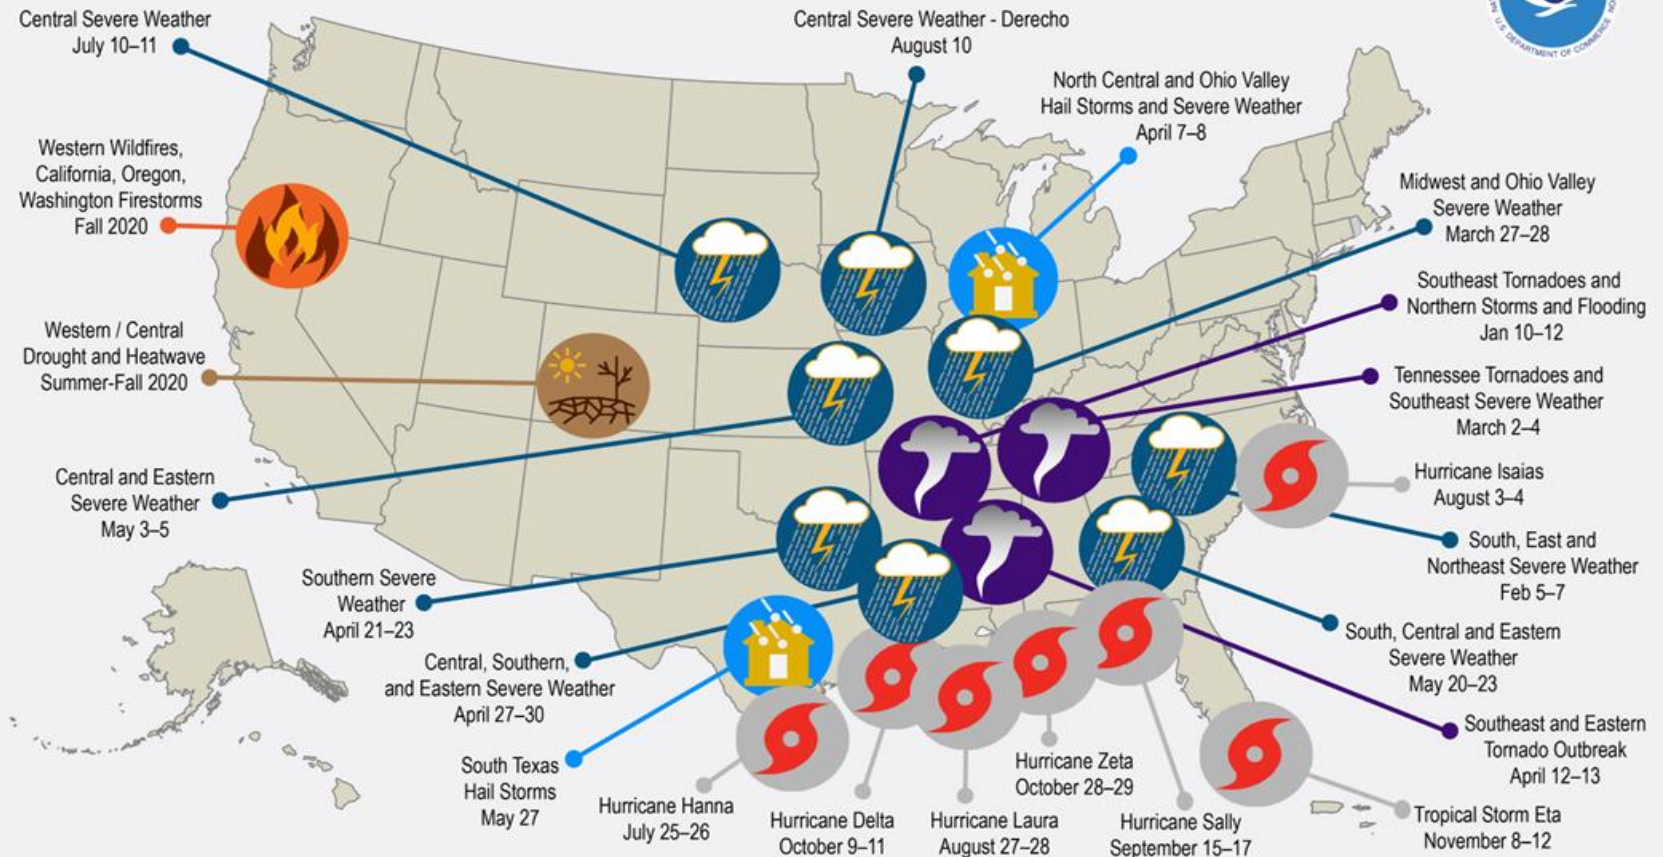 Central Severe Weather
July 10–11
Central Severe Weather - Derecho
August 10
U.S. DEPARTMENT OF COMMERCE
North Central and Ohio Valley
Hail Storms and Severe Weather
April 7–8
Western Wildfires,
California, Oregon,
Washington Firestorms
Fall 2020
Midwest and Ohio Valley
Severe Weather
March 27–28
Southeast Tornadoes and
Northern Storms and Flooding
Jan 10–12
Western / Central
Drought and Heatwave
Summer-Fall 2020
Tennessee Tornadoes and
Southeast Severe Weather
March 2–4
Central and Eastern
Severe Weather
May 3–5
Hurricane Isaias
August 3–4
South, East and
Northeast Severe Weather
Feb 5–7
Southern Severe
Weather
April 21–23
South, Central and Eastern
Severe Weather
May 20–23
Central, Southern,
and Eastern Severe Weather
April 27–30
Southeast and Eastern
Tornado Outbreak
April 12–13
South Texas
Hail Storms
May 27
Hurricane Hanna
July 25–26
Hurricane Delta
October 9–11
Hurricane Laura
August 27–28
Hurricane Zeta
October 28–29
Hurricane Sally
September 15–17
Tropical Storm Eta
November 8–12